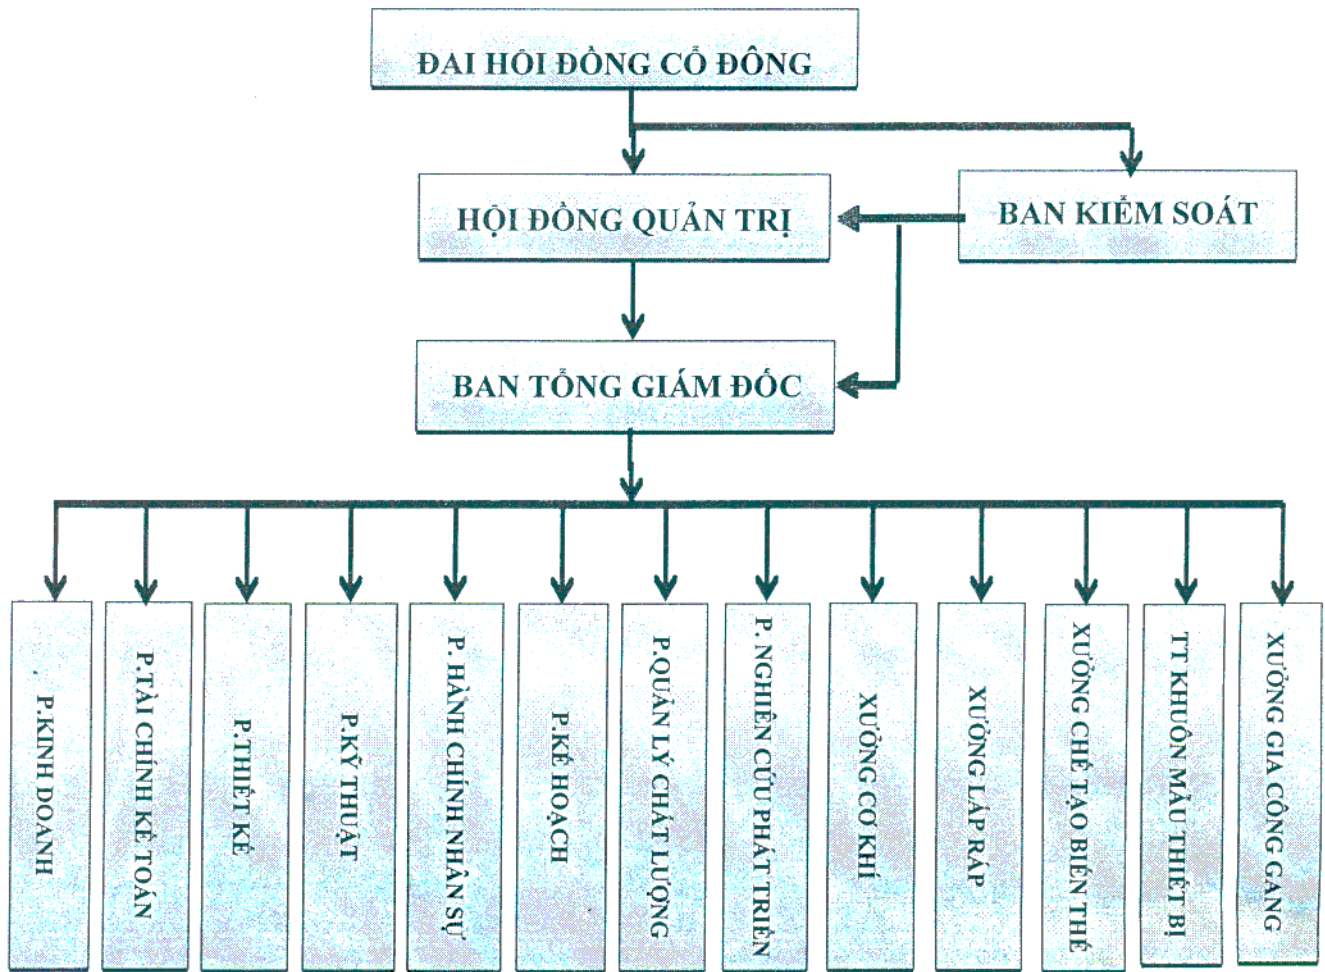 ĐAI HÔI ĐỒNG CỔ ĐÔNG
HỘI ĐỒNG QUẢN TRỊ
BAN KIỂM SOÁT
BAN TỔNG GIÁM ĐỐC
P.KINH DOANH
P.TÀI CHÍNH KẾ TOÁN
P.THIẾT KẾ
P.KỸ THUẬT
P. HÀNH CHÍNH NHÂN SỰ
P.KẾ HOẠCH
P.QUẢN LÝ CHẤT LƯỢNG
P. NGHIÊN CỨU PHÁT TRIỂN
XƯỞNG CƠ KHÍ
XƯỞNG LẮP RÁP
XƯỞNG CHẾ TẠO BIẾN THẾ
TT KHUÔN MẪU THIẾT BỊ
XƯỞNG GIA CÔNG GANG